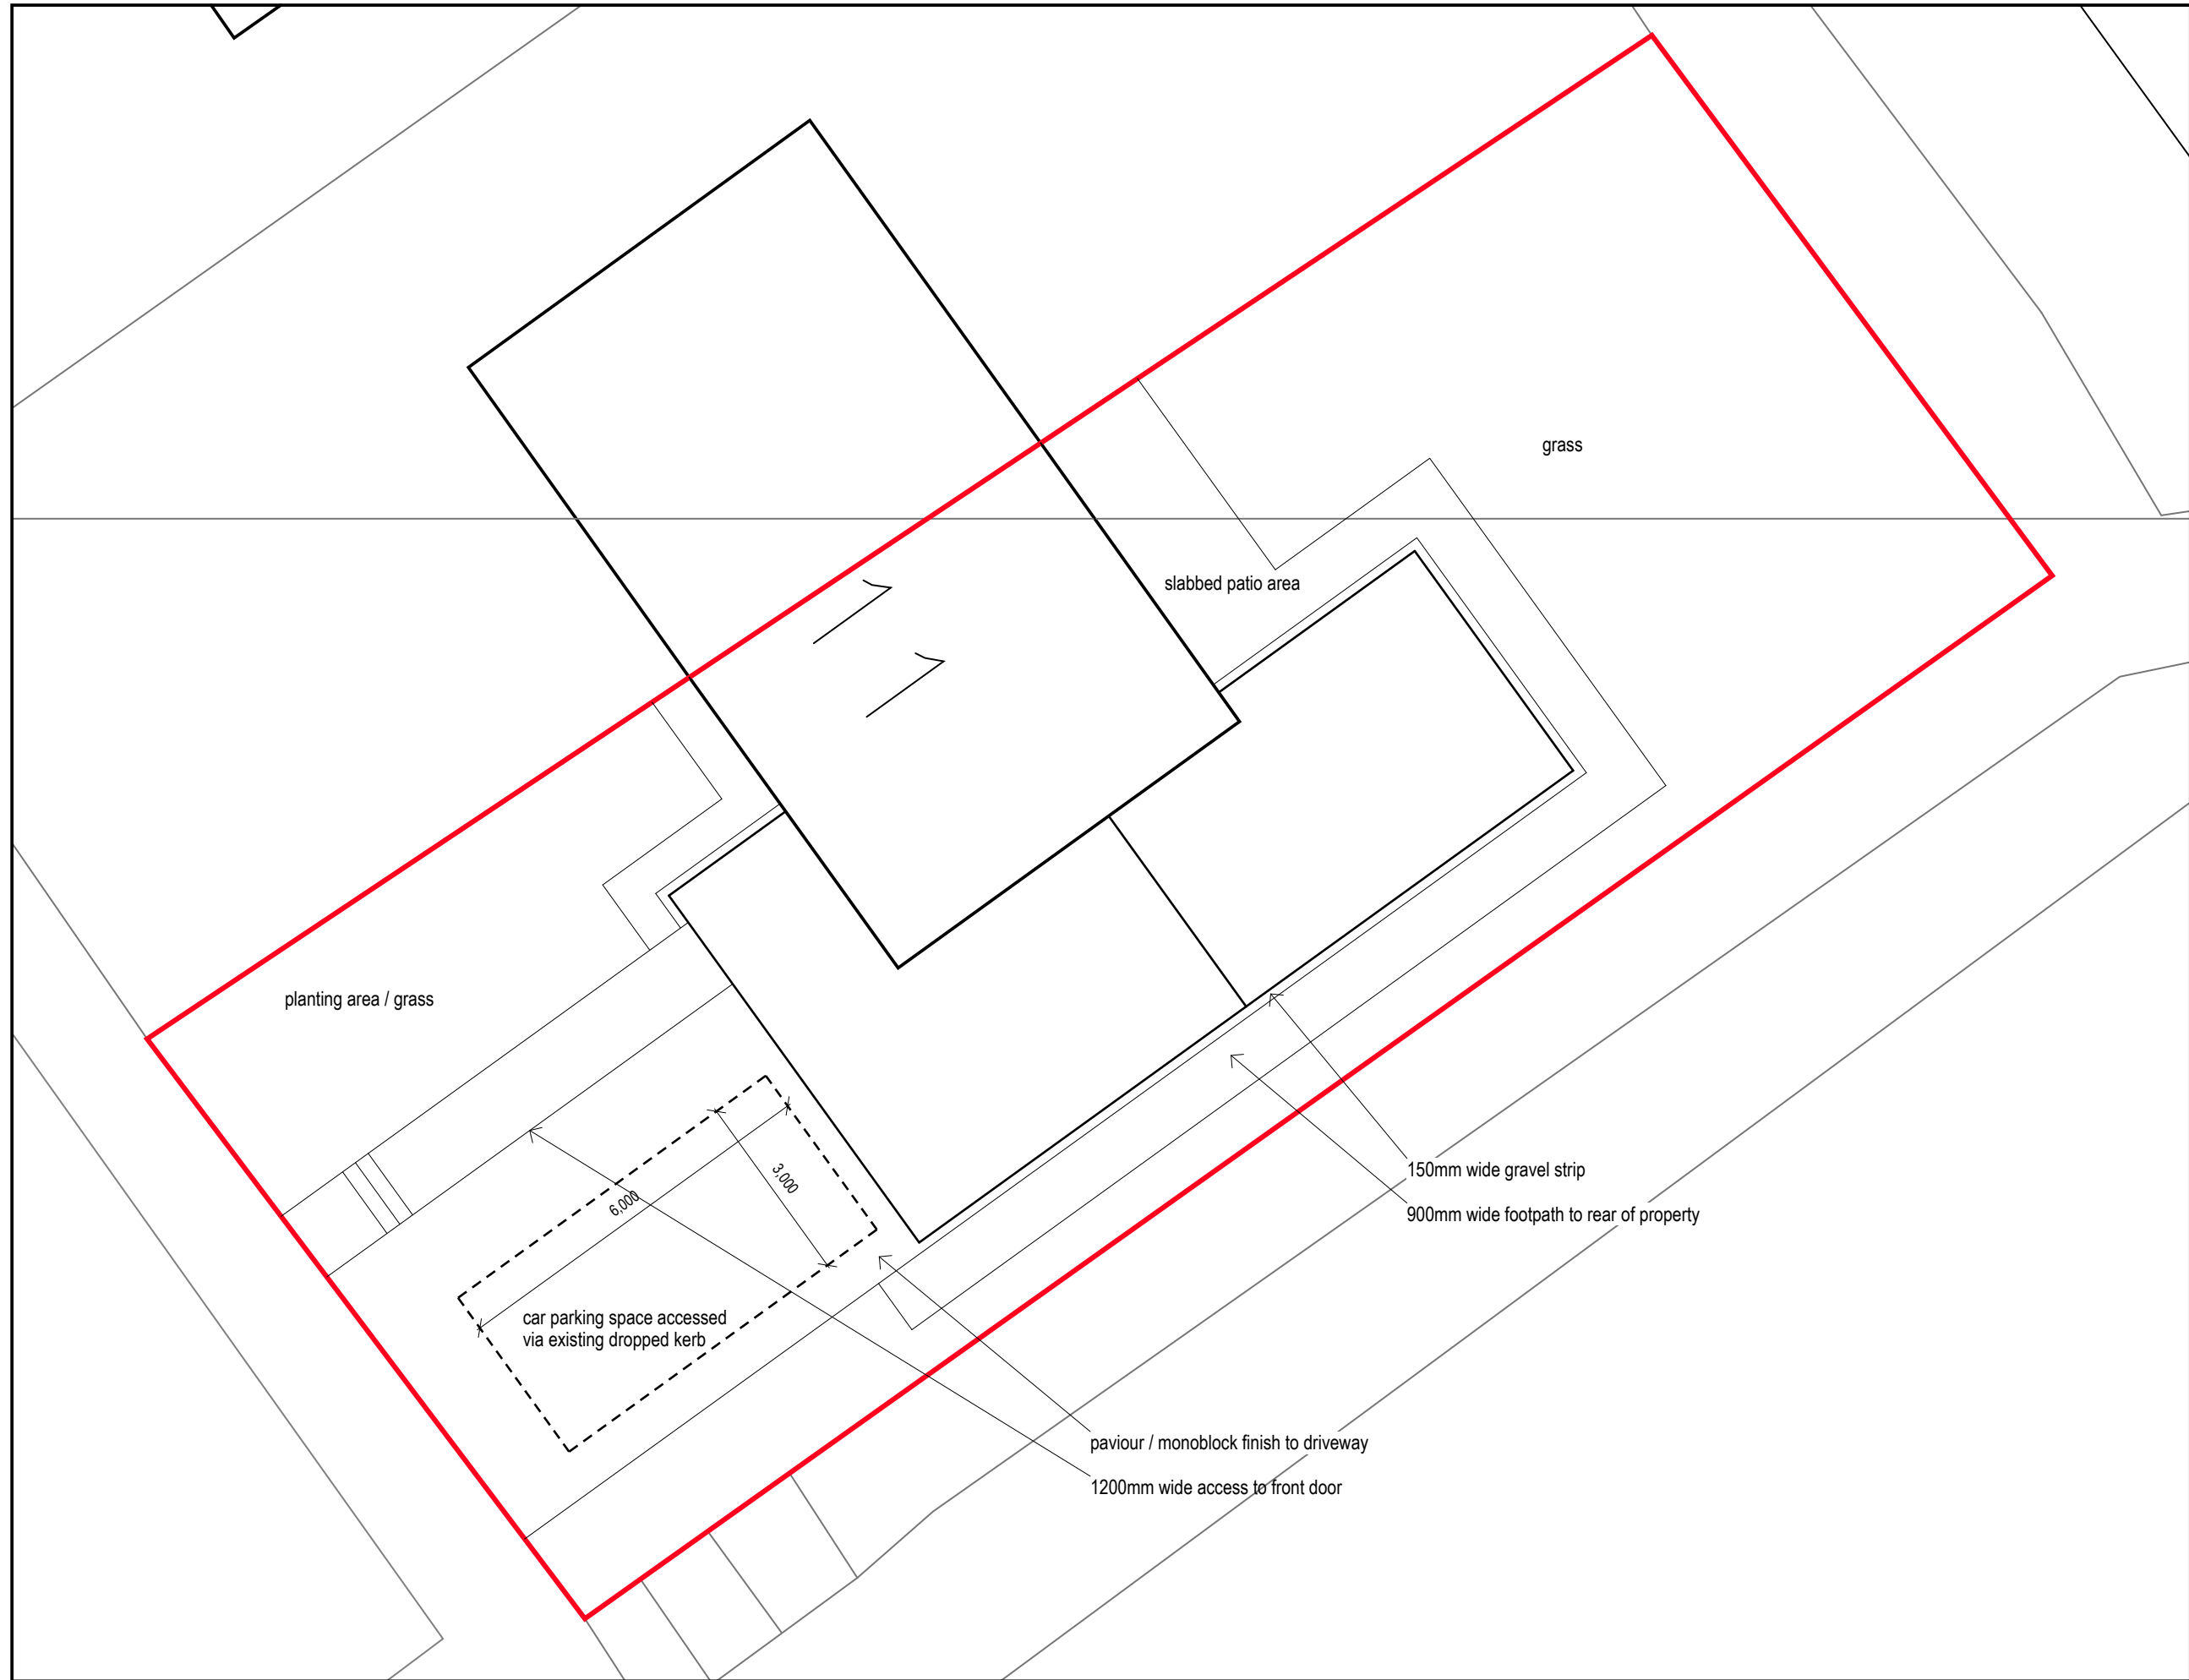 grass
slabbed patio area
11
planting area / grass
3,000
6,000
150mm wide gravel strip
900mm wide footpath to rear of property
car parking space accessed
via existing dropped kerb
paviour / monoblock finish to driveway
1200mm wide access to front door